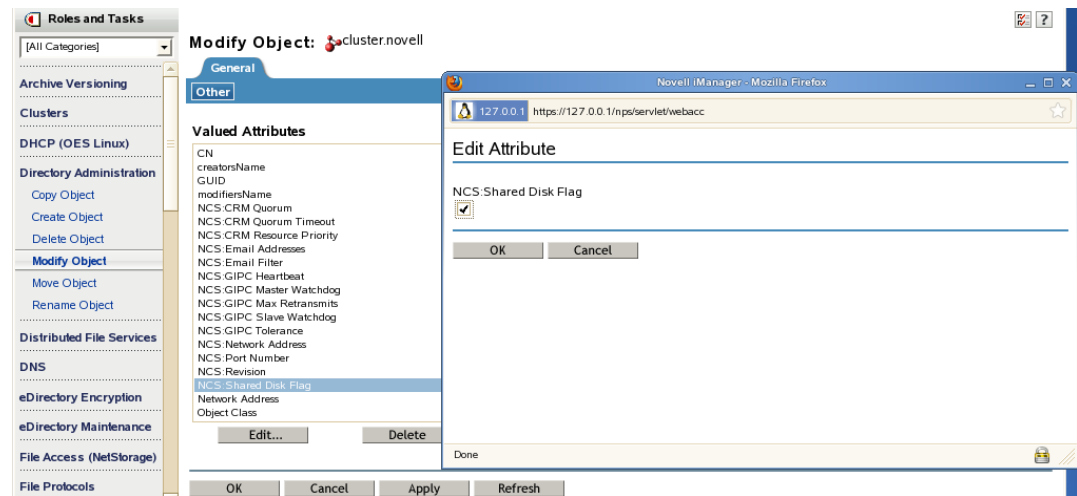 Roles and Tasks
[All Categories]
Archive Versioning
Clusters
DHCP (OES Linux)
Directory Administration
Copy Object
Create Object
Delete Object
Modify Object
Move Object
Rename Object
Distributed File Services
DNS
eDirectory Encryption
eDirectory Maintenance
File Access (NetStorage)
File Protocols
?
Modify Object: cluster.novell
General
Other
Valued Attributes
CN
creatorsName
GUID
modifiersName
NCS:CRM Quorum
NCS:CRM Quorum Timeout
NCS:CRM Resource Priority
NCS:Email Addresses
NCS:Email Filter
NCS:GIPC Heartbeat
NCS:GIPC Master Watchdog
NCS:GIPC Max Retransmits
NCS:GIPC Slave Watchdog
NCS:GIPC Tolerance
NCS:Network Address
NCS:Port Number
NCS:Revision
NCS:Shared Disk Flag
Network Address
Object Class
Edit... Delete
OK Cancel Apply Refresh
Novell iManager - Mozilla Firefox
127.0.0.1 https://127.0.0.1/nps/servlet/webacc
Edit Attribute
NCS:Shared Disk Flag
OK Cancel
Done